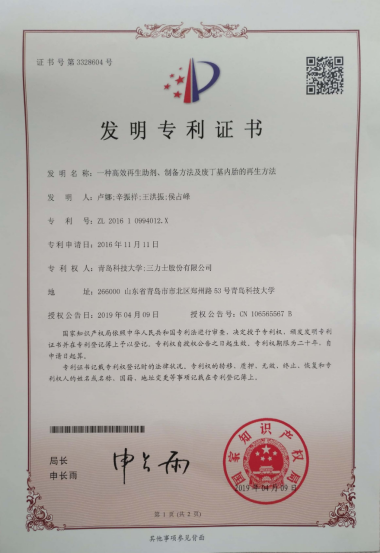 证书号第3328604号
发明专利证书
发明名称：一种高效再生助剂、制备方法及废丁基内胎的再生方法
发明人：卢娜;辛振祥;王洪振;侯占峰
专利号：ZL 2016 1 0994012.X
专利申请日：2016年11月11日
专利权人：青岛科技大学;三力士股份有限公司
地址：266000 山东省青岛市市北区郑州路53号青岛科技大学
授权公告日：2019年04月09日 授权公告号：CN 106565567 B
国家知识产权局依照中华人民共和国专利法进行审查，决定授予专利权，颁发发明专利
证书并在专利登记簿上予以登记。专利权自授权公告之日起生效。专利权期限为二十年，自
申请日起算。
专利证书记载专利权登记时的法律状况。专利权的转移、质押、无效、终止、恢复和专
利权人的姓名或名称、国籍、地址变更等事项记载在专利登记簿上。
局长
申长雨
申长雨
国家知识产权局
2019年04月09日
第1页(共2页)
其他事项参见背面